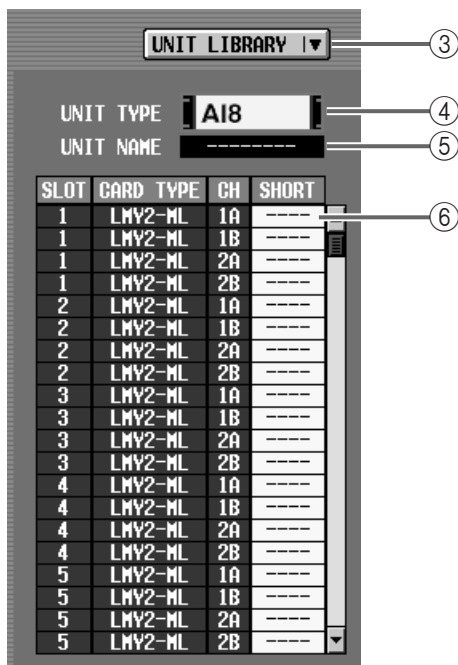 UNIT LIBRARY ▼ ③
UNIT TYPE AI8 ④
UNIT NAME -------- ⑤
SLOT CARD TYPE CH SHORT
1 LMY2-ML 1A ---- ⑥
1 LMY2-ML 1B ----
1 LMY2-ML 2A ----
1 LMY2-ML 2B ----
2 LMY2-ML 1A ----
2 LMY2-ML 1B ----
2 LMY2-ML 2A ----
2 LMY2-ML 2B ----
3 LMY2-ML 1A ----
3 LMY2-ML 1B ----
3 LMY2-ML 2A ----
3 LMY2-ML 2B ----
4 LMY2-ML 1A ----
4 LMY2-ML 1B ----
4 LMY2-ML 2A ----
4 LMY2-ML 2B ----
5 LMY2-ML 1A ----
5 LMY2-ML 1B ----
5 LMY2-ML 2A ----
5 LMY2-ML 2B ----